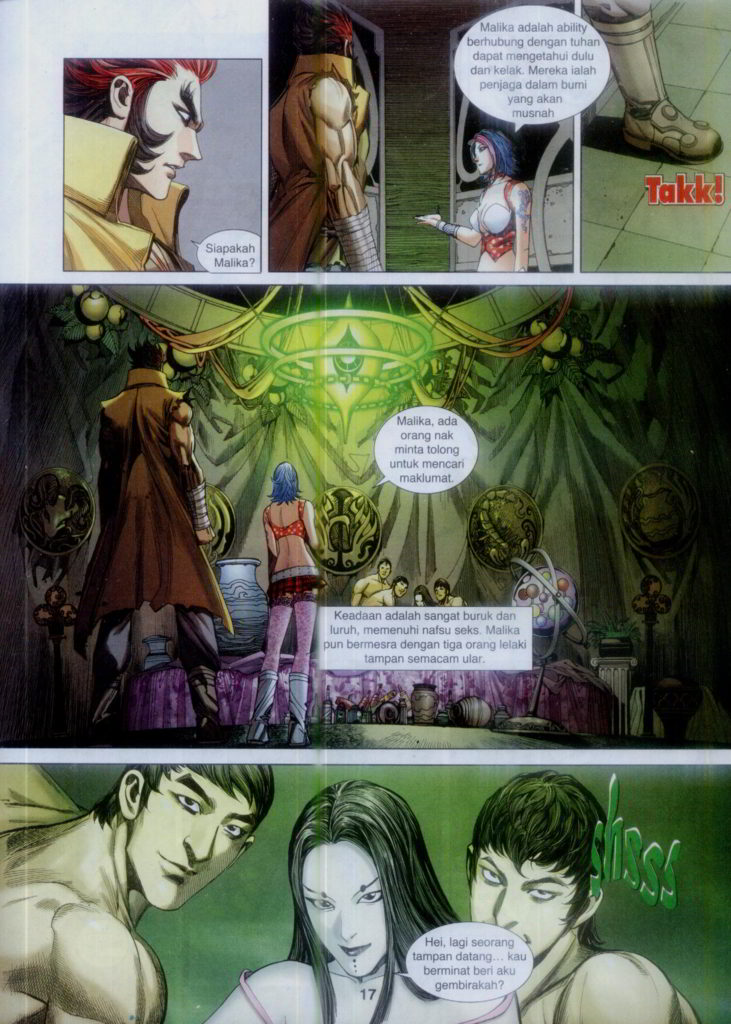 Siapakah
Malika?
Malika adalah ability
berhubung dengan tuhan
dapat mengetahui dulu
dan kelak. Mereka ialah
penjaga dalam bumi
yang akan
musnah
Takk!
Malika, ada
orang nak
minta tolong
untuk mencari
maklumat.
Keadaan adalah sangat buruk dan
luruh, memenuhi nafsu seks. Malika
pun bermesra dengan tiga orang lelaki
tampan semacam ular.
shsss
Hei, lagi seorang
tampan datang... kau
berminat beri aku
gembirakah?
17